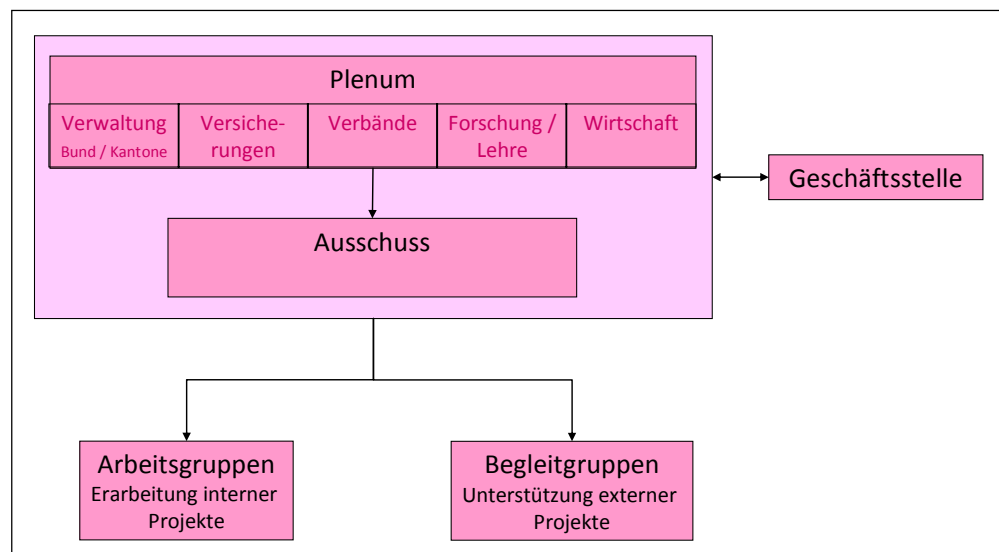 Plenum
Verwaltung
Bund / Kantone
Versiche-
rungen
Verbände
Forschung /
Lehre
Wirtschaft
Geschäftsstelle
Ausschuss
Arbeitsgruppen
Erarbeitung interner
Projekte
Begleitgruppen
Unterstützung externer
Projekte